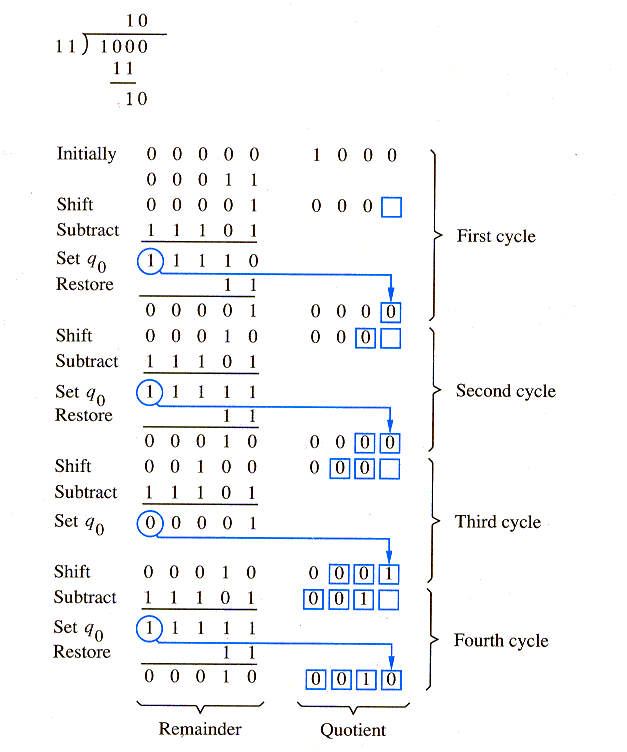 10
11 ) 1000
11
10
Initially 0 0 0 0 0 1 0 0 0
0 0 0 1 1
Shift 0 0 0 0 1 0 0 0
Subtract 1 1 1 0 1
First cycle
Set q0 1 1 1 1 0
Restore 1 1
0 0 0 0 1 0 0 0 0
Shift 0 0 0 1 0 0 0 0
Subtract 1 1 1 0 1
Set q0 1 1 1 1 1 Second cycle
Restore 1 1
0 0 0 1 0 0 0 0 0
Shift 0 0 1 0 0 0 0 0
Subtract 1 1 1 0 1
Set q0 0 0 0 0 1 Third cycle
Shift 0 0 0 1 0 0 0 0 1
Subtract 1 1 1 0 1 0 0 1
Set q0 1 1 1 1 1 Fourth cycle
Restore 1 1
0 0 0 1 0 0 0 1 0
Remainder Quotient